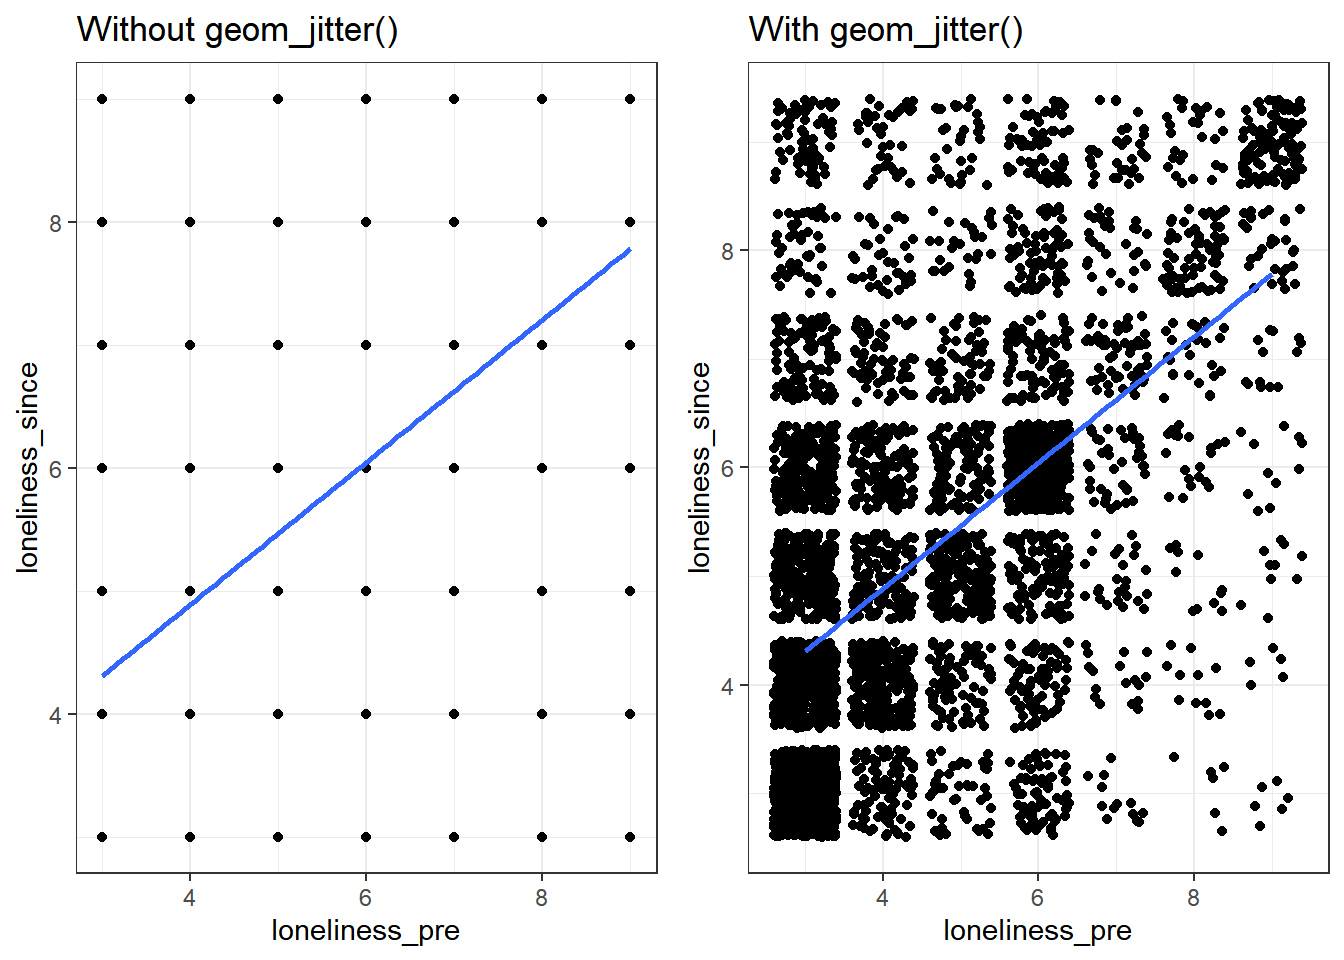 Without geom_jitter()
8
6
4
loneliness_since
4 6 8
loneliness_pre
With geom_jitter()
8
6
4
loneliness_since
4 6 8
loneliness_pre